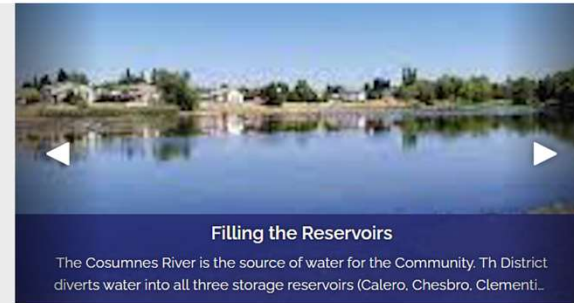 Filling the Reservoirs
The Cosumnes River is the source of water for the Community. Th District
diverts water into all three storage reservoirs (Calero, Chesbro, Clementi...